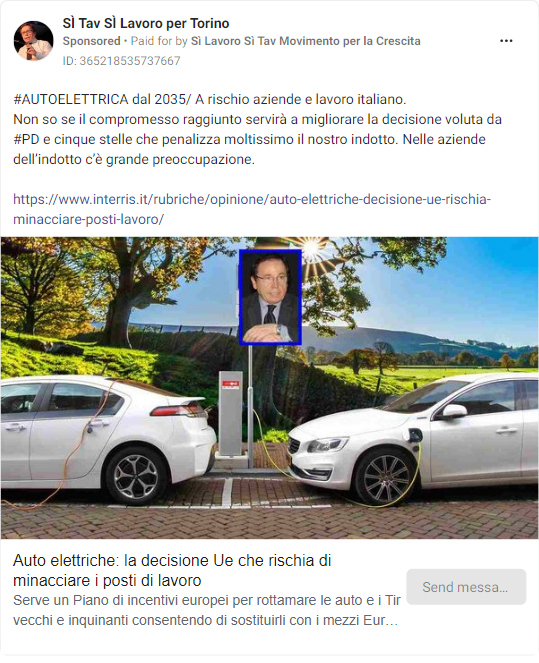 SÌ Tav SÌ Lavoro per Torino
Sponsored • Paid for by Sì Lavoro Sì Tav Movimento per la Crescita
ID: 365218535737667
#AUTOELETTRICA dal 2035/ A rischio aziende e lavoro italiano.
Non so se il compromesso raggiunto servirà a migliorare la decisione voluta da
#PD e cinque stelle che penalizza moltissimo il nostro indotto. Nelle aziende
dell’indotto c’è grande preoccupazione.
https://www.interris.it/rubriche/opinione/auto-elettriche-decisione-ue-rischia-
minacciare-posti-lavoro/
Auto elettriche: la decisione Ue che rischia di
minacciare i posti di lavoro
Serve un Piano di incentivi europei per rottamare le auto e i Tir
vecchi e inquinanti consentendo di sostituirli con i mezzi Eur...
Send messa...